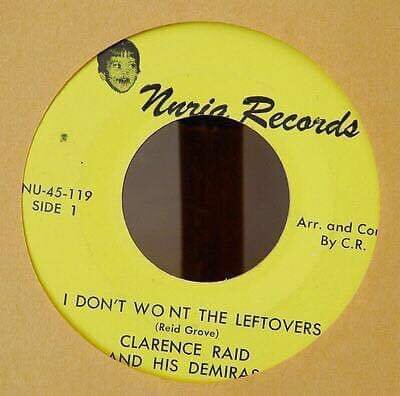 Nuria Records
NU-45-119
SIDE 1
Arr. and Con
By C.R.
I DON'T WO NT THE LEFTOVERS
(Reid Grove)
CLARENCE RAID
AND HIS DEMIRAS